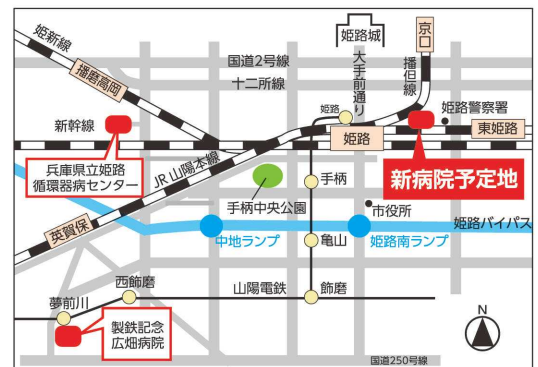 姫路城
京口
姫新線
国道2号線
大手前通り
播但線
播磨高岡
十二所線
姫路
姫路警察署
新幹線
姫路
東姫路
兵庫県立姫路
循環器病センター
JR山陽本線
手柄
新病院予定地
手柄中央公園
市役所
英賀保
中地ランプ
亀山
姫路南ランプ
姫路バイパス
西飾磨
山陽電鉄
飾磨
夢前川
製鉄記念
広畑病院
N
国道250号線